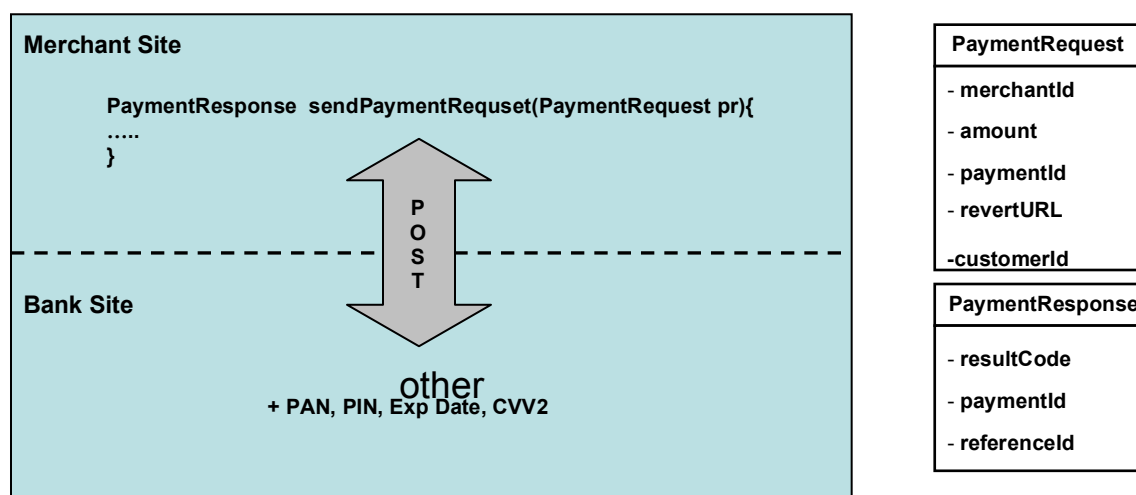 Merchant Site
PaymentResponse sendPaymentRequset(PaymentRequest pr){
…..
}
P
O
S
T
Bank Site
other
+ PAN, PIN, Exp Date, CVV2
PaymentRequest
- merchantId
- amount
- paymentId
- revertURL
-customerId
PaymentResponse
- resultCode
- paymentId
- referenceId